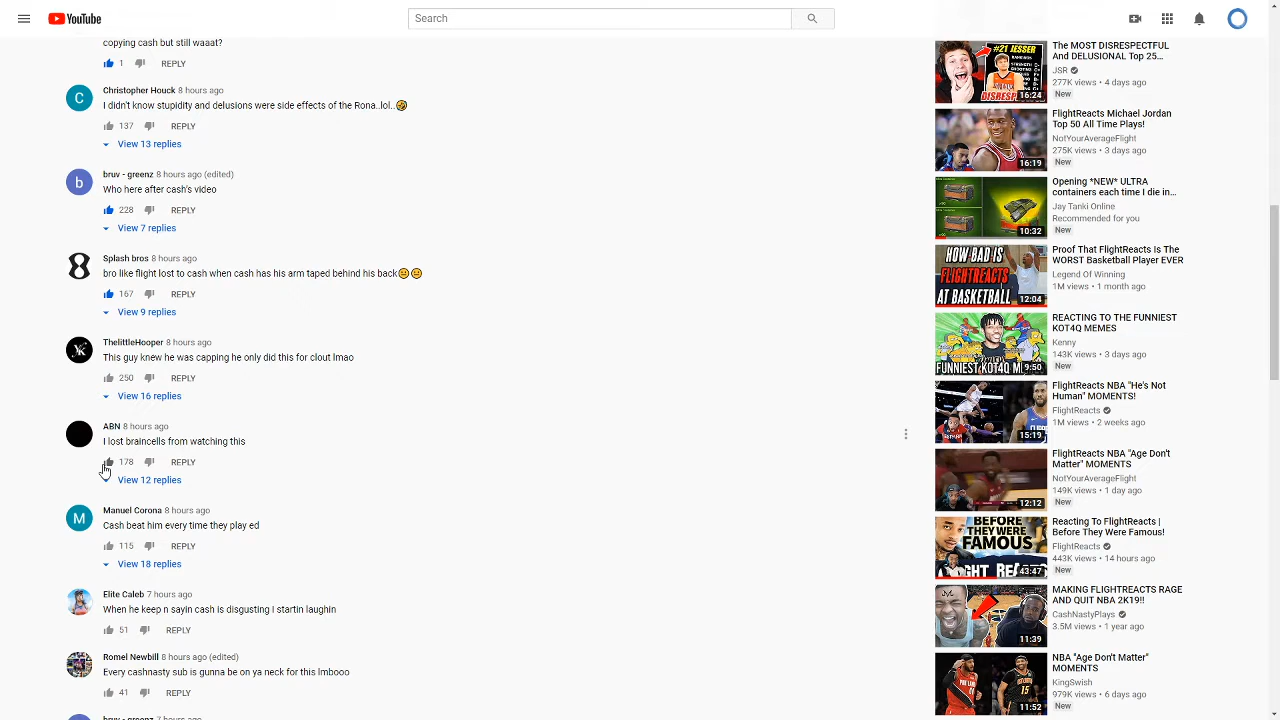 YouTube
Search
copying cash but still waaat?
1 REPLY
Christopher Houck 8 hours ago
I didn't know stupidity and delusions were side
137 REPLY
View 13 replies
bruv - greenz 8 hours ago (edited)
Who here after cash's video
228 REPLY
View 7 replies
Splash bros 8 hours ago
bro like flight lost to cash when cash has his arm taped behind his back
167 REPLY
View 9 replies
ThelittleHooper 8 hours ago
This guy knew he was capping he only did this for clout lmao
250 REPLY
View 16 replies
ABN 8 hours ago
I lost braincells from watching this
178 REPLY
View 12 replies
Manuel Corona 8 hours ago
Cash beat him every time they play ed
115 REPLY
View 18 replies
Elite Caleb 7 hours ago
When he keep n sayin cash is disgusting I startin laughin
51 REPLY
Romel Newbill 8 hours ago (edited)
Every cashnasty sub is gunna be on ya neck for
41 REPLY
bruv - greenz 7 hours ago
#21 JESSER
16:24
The MOST DISRESPECTFUL
And DELUSIONAL Top 25...
JSR
277K views • 4 days ago
New
16:19
FlightReacts Michael Jordan
Top 50 All Time Plays!
NotYourAverageFlight
275K views • 3 days ago
New
10:32
Opening *NEW* ULTRA
containers each time I die in...
Jay Tanki Online
Recommended for you
New
HOW BAD IS
FLIGHTREACTS
AT BASKETBALL
12:04
Proof That FlightReacts Is The
WORST Basketball Player EVER
Legend Of Winning
1M views • 1 month ago
FUNNIEST KOT4Q M
9:50
REACTING TO THE FUNNIEST
KOT4Q MEMES
Kenny
143K views • 3 days ago
New
15:19
FlightReacts NBA "He's Not
Human" MOMENTS!
FlightReacts
1M views • 2 weeks ago
12:12
FlightReacts NBA "Age Don't
Matter" MOMENTS
NotYourAverageFlight
149K views • 1 day ago
New
BEFORE
THEY WERE
FAMOUS
43:47
Reacting To FlightReacts |
Before They Were Famous!
FlightReacts
443K views • 14 hours ago
New
11:39
MAKING FLIGHTREACTS RAGE
AND QUIT NBA 2K19!!
CashNastyPlays
3.5M views • 1 year ago
11:52
NBA "Age Don't Matter"
MOMENTS
KingSwish
979K views • 6 days ago
New